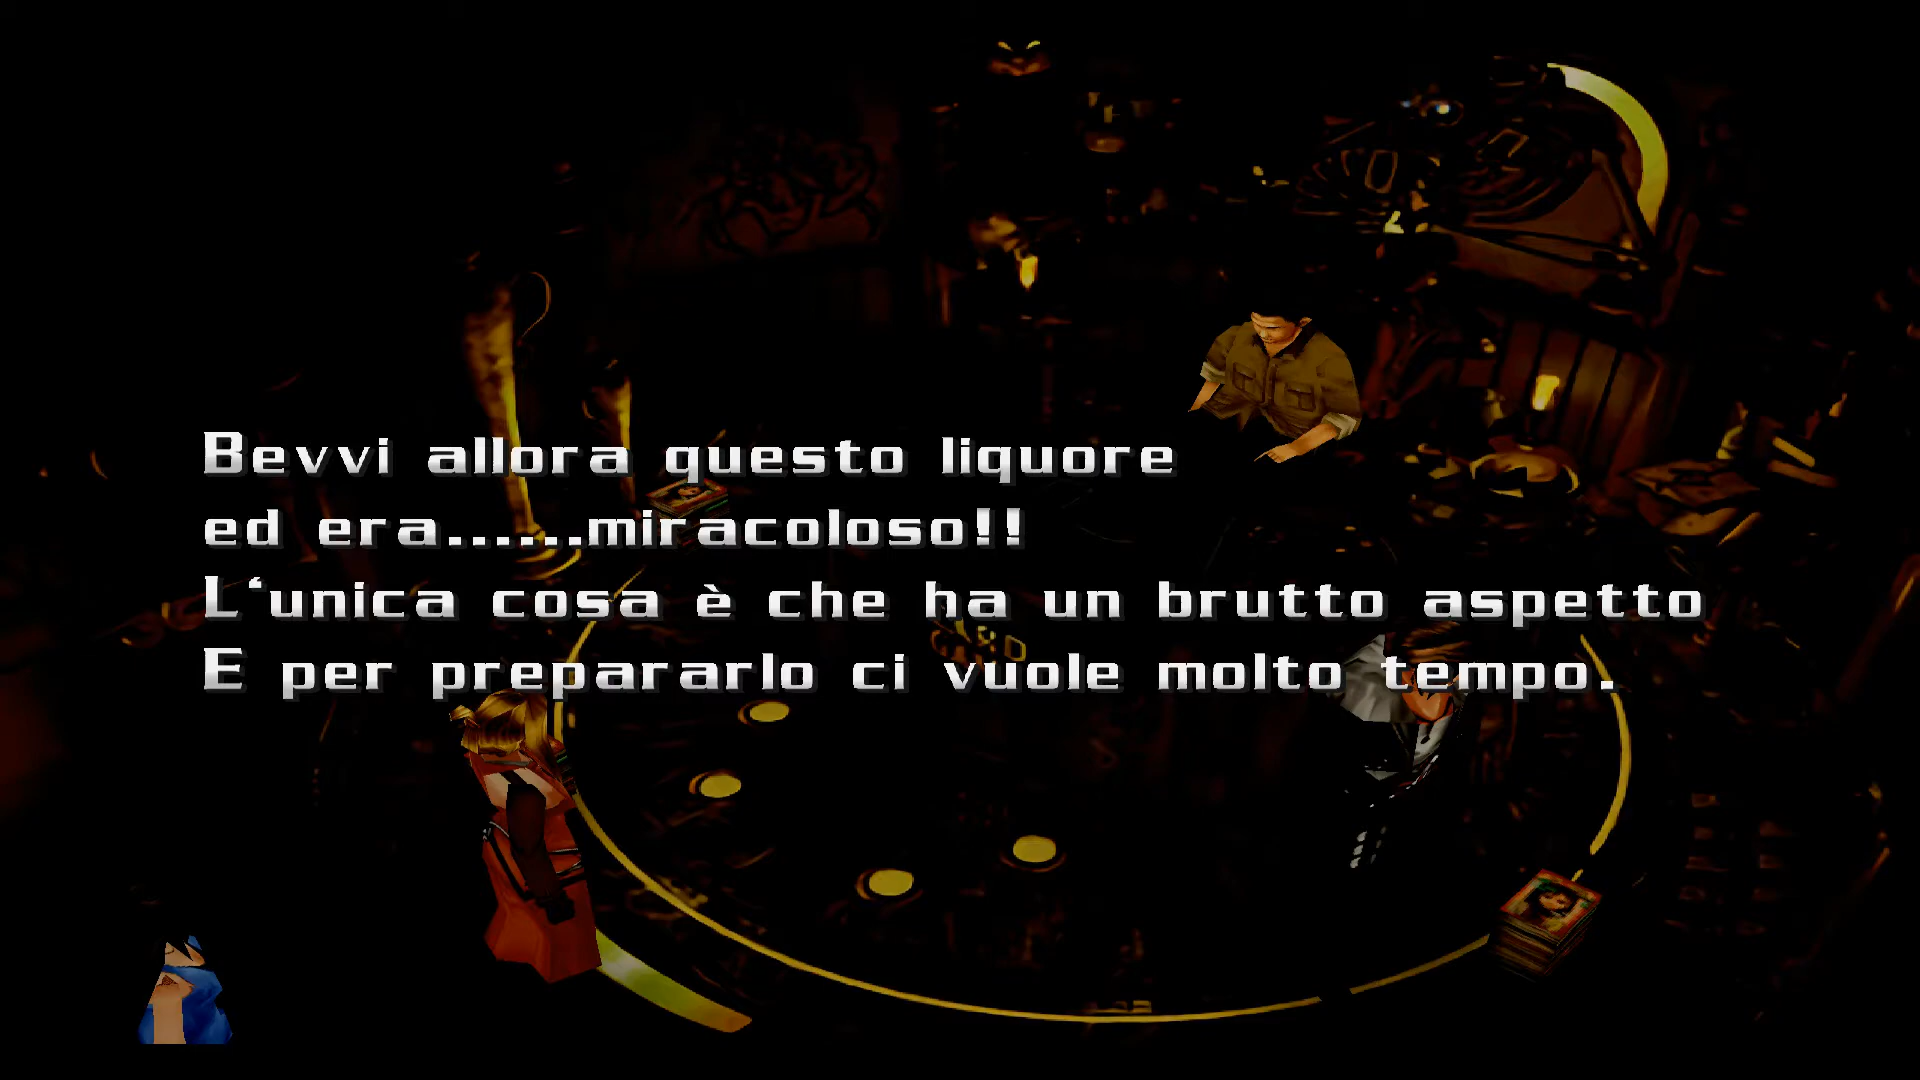 Bevvi allora questo liquore
ed era......miracoloso!!
L‘unica cosa è che ha un brutto aspetto
E per prepararlo ci vuole molto tempo.